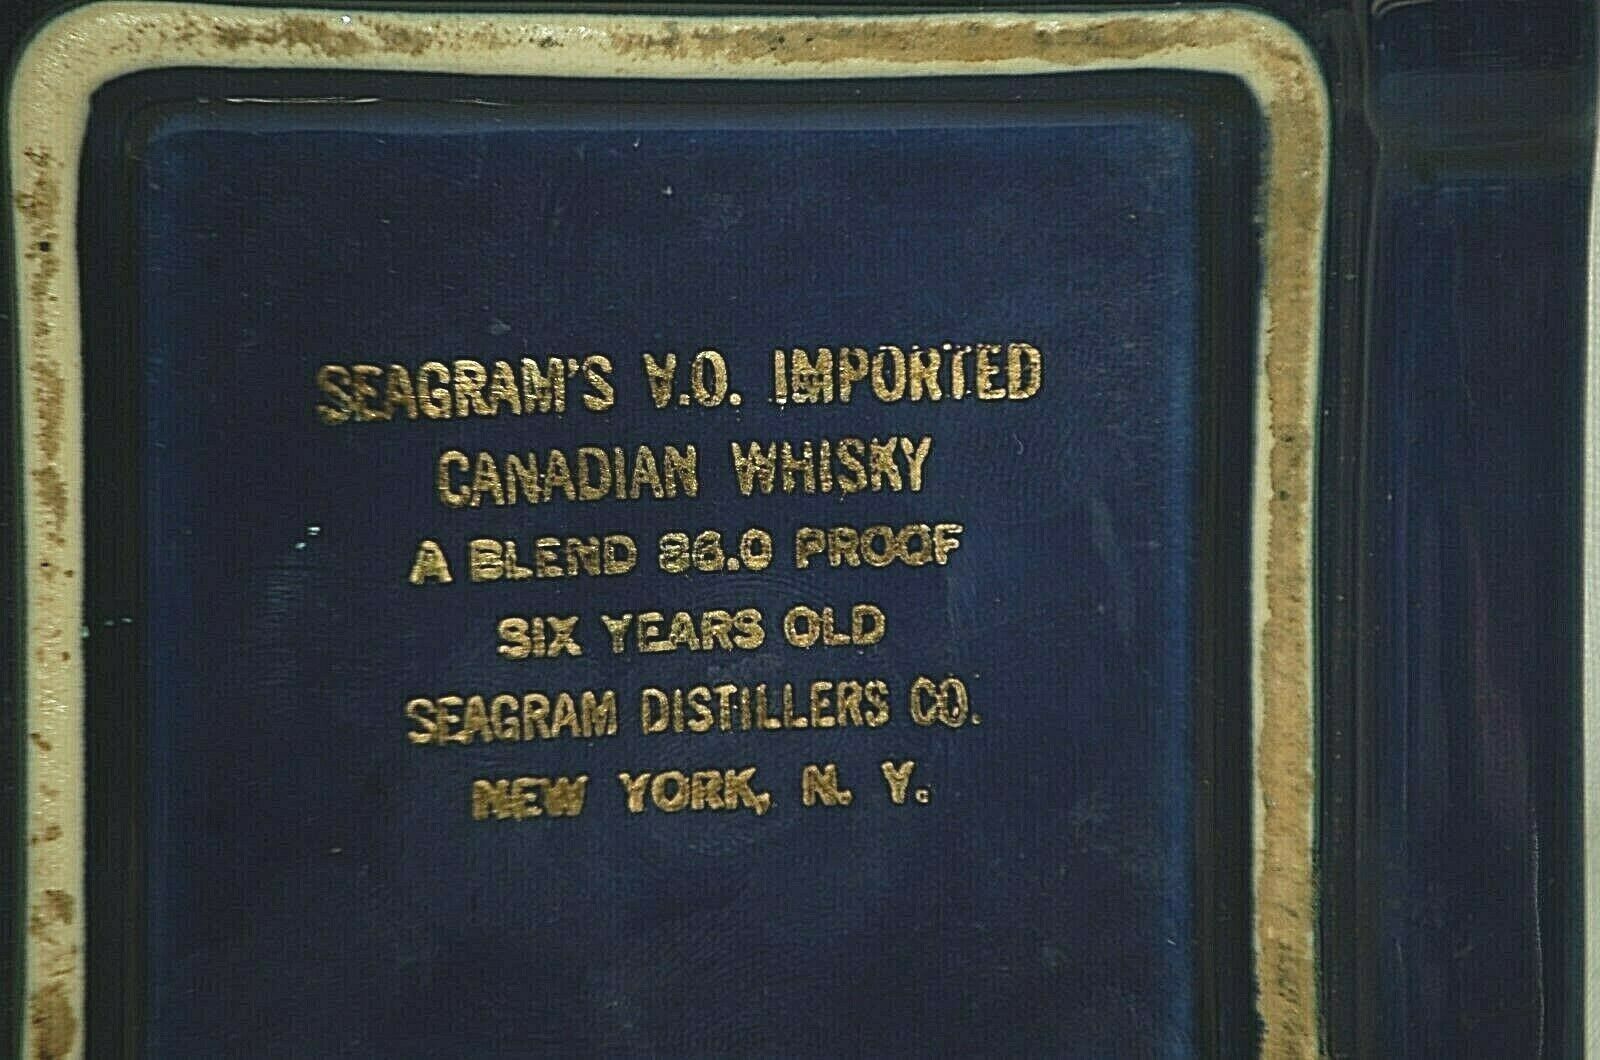 SEAGRAM'S V.O. IMPORTED
CANADIAN WHISKY
A BLEND 86.0 PROOF
SIX YEARS OLD
SEAGRAM DISTILLERS CO.
NEW YORK, N. Y.